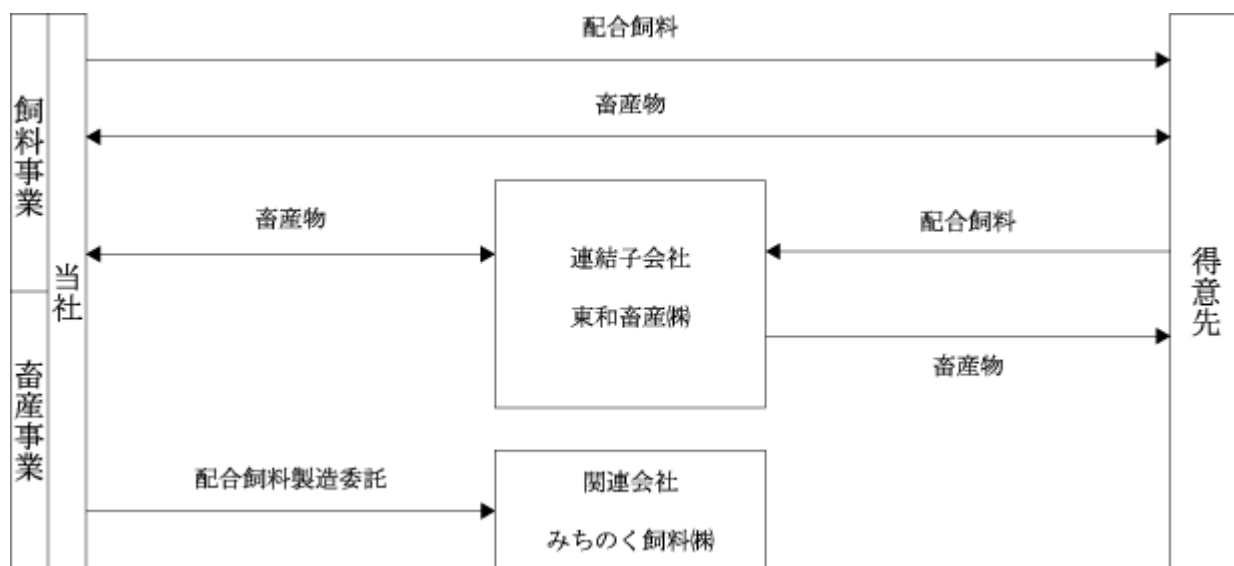 飼料事業
畜産事業
当社
配合飼料
畜産物
畜産物
連結子会社
東和畜産㈱
配合飼料
畜産物
配合飼料製造委託
関連会社
みちのく飼料㈱
得意先